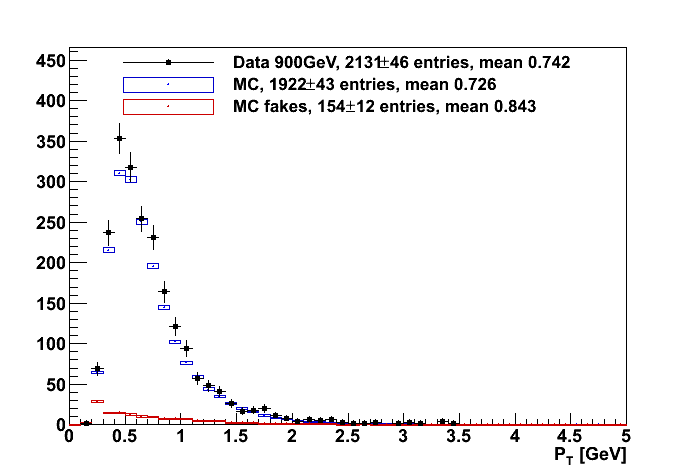 Data 900GeV, 2131±46 entries, mean 0.742
MC, 1922±43 entries, mean 0.726
MC fakes, 154±12 entries, mean 0.843
450
400
350
300
250
200
150
100
50
0
0 0.5 1 1.5 2 2.5 3 3.5 4 4.5 5
P_T [GeV]